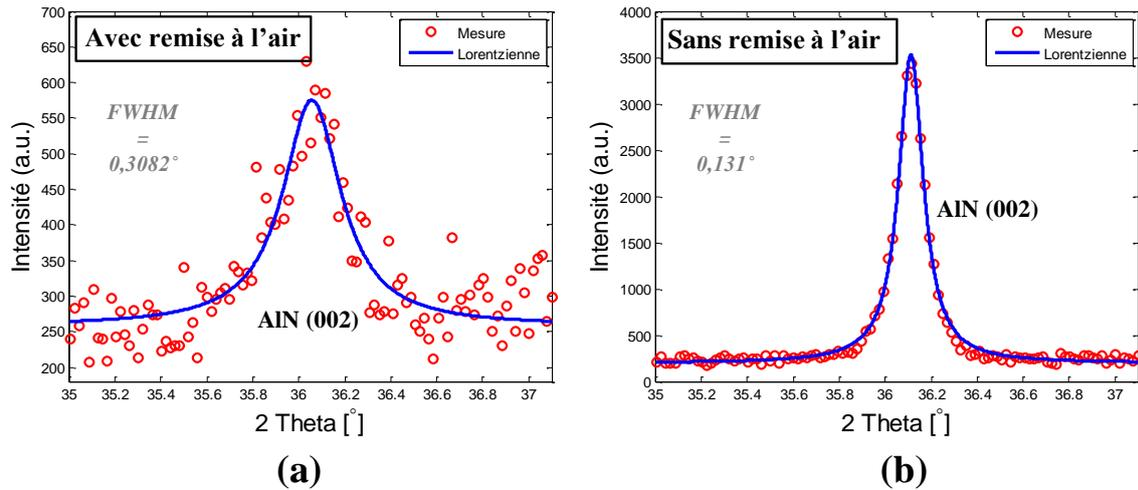 Avec remise à l'air
Mesure
Lorentzienne
FWHM
=
0,3082°
AlN (002)
Intensité (a.u.)
700
650
600
550
500
450
400
350
300
250
200
35 35.2 35.4 35.6 35.8 36 36.2 36.4 36.6 36.8 37
2 Theta [°]
(a)
Sans remise à l'air
Mesure
Lorentzienne
FWHM
=
0,131°
AlN (002)
Intensité (a.u.)
4000
3500
3000
2500
2000
1500
1000
500
0
35 35.2 35.4 35.6 35.8 36 36.2 36.4 36.6 36.8 37
2 Theta [°]
(b)